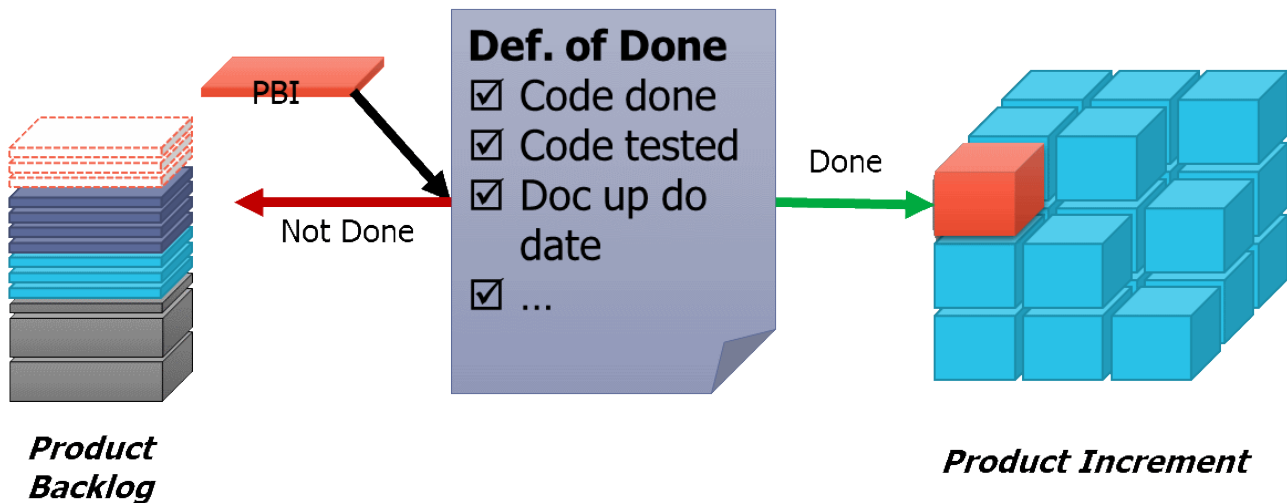 PBI
Not Done
Product
Backlog
Def. of Done
Code done
Code tested
Doc up do
date
...
Done
Product Increment